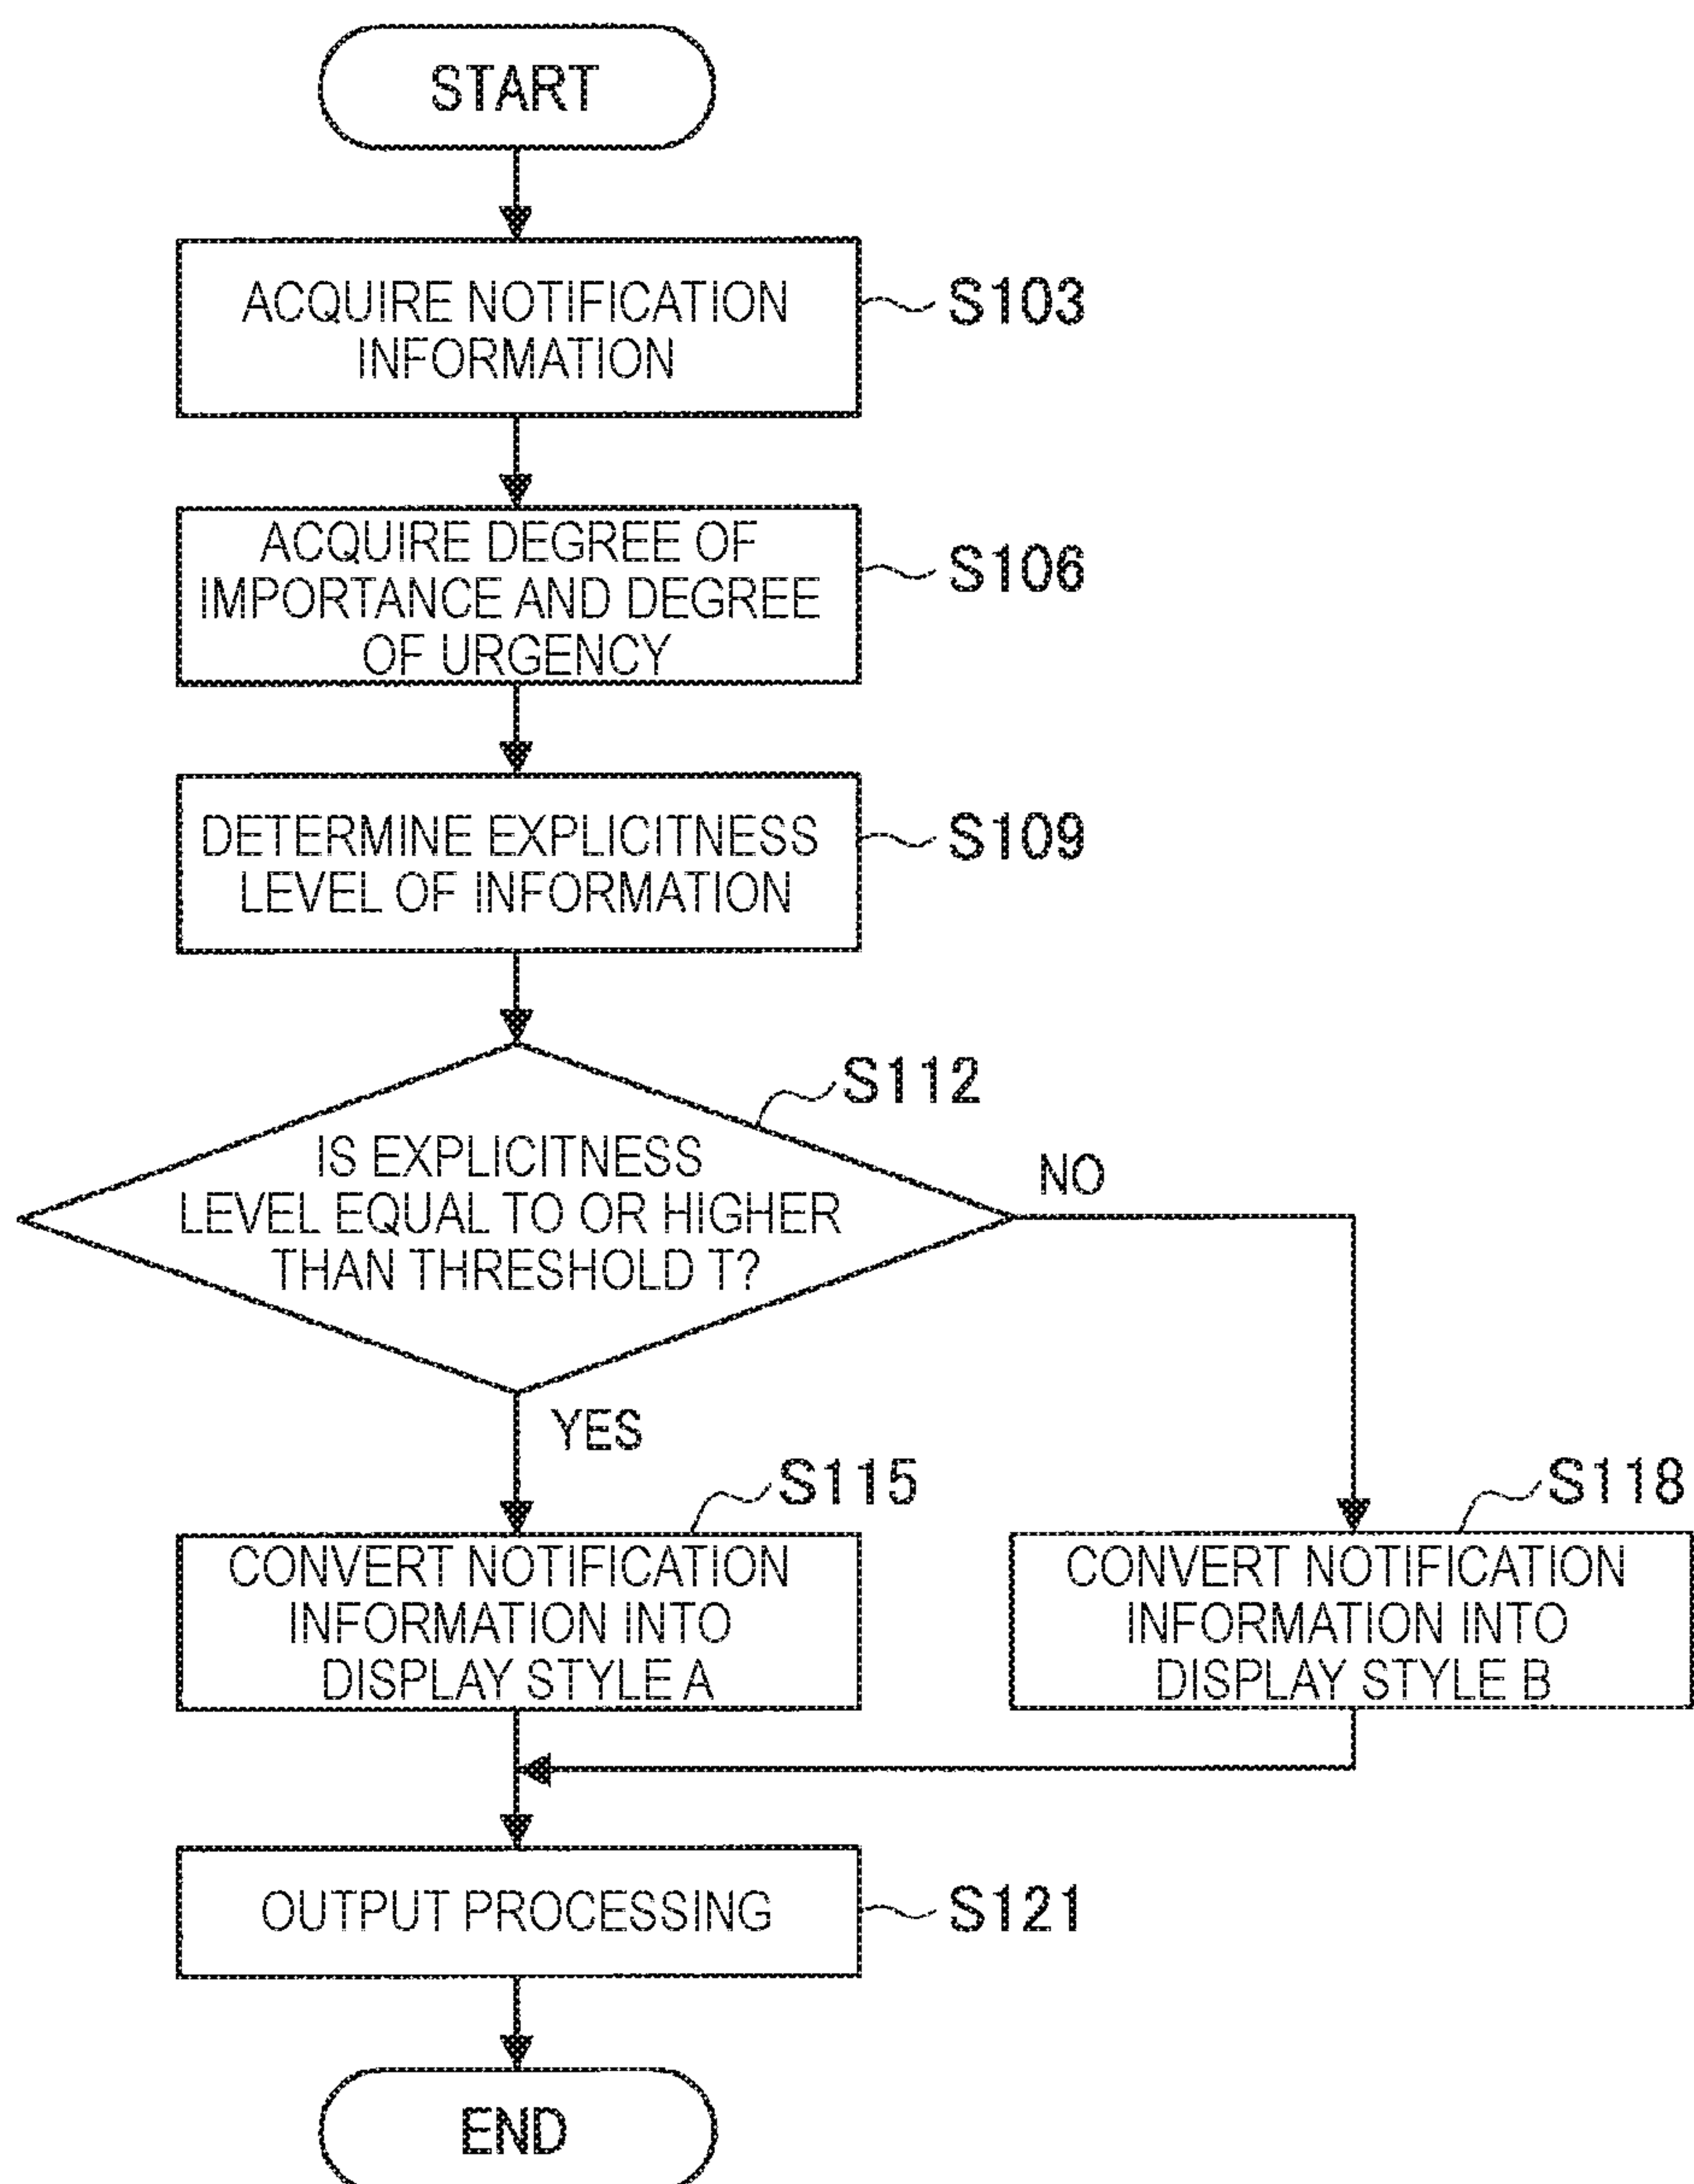 START
ACQUIRE NOTIFICATION
INFORMATION
S103
ACQUIRE DEGREE OF
IMPORTANCE AND DEGREE
OF URGENCY
S106
DETERMINE EXPLICITNESS
LEVEL OF INFORMATION
S109
S112
IS EXPLICITNESS
LEVEL EQUAL TO OR HIGHER
THAN THRESHOLD T?
NO
YES
S115
CONVERT NOTIFICATION
INFORMATION INTO
DISPLAY STYLE A
S118
CONVERT NOTIFICATION
INFORMATION INTO
DISPLAY STYLE B
OUTPUT PROCESSING
S121
END